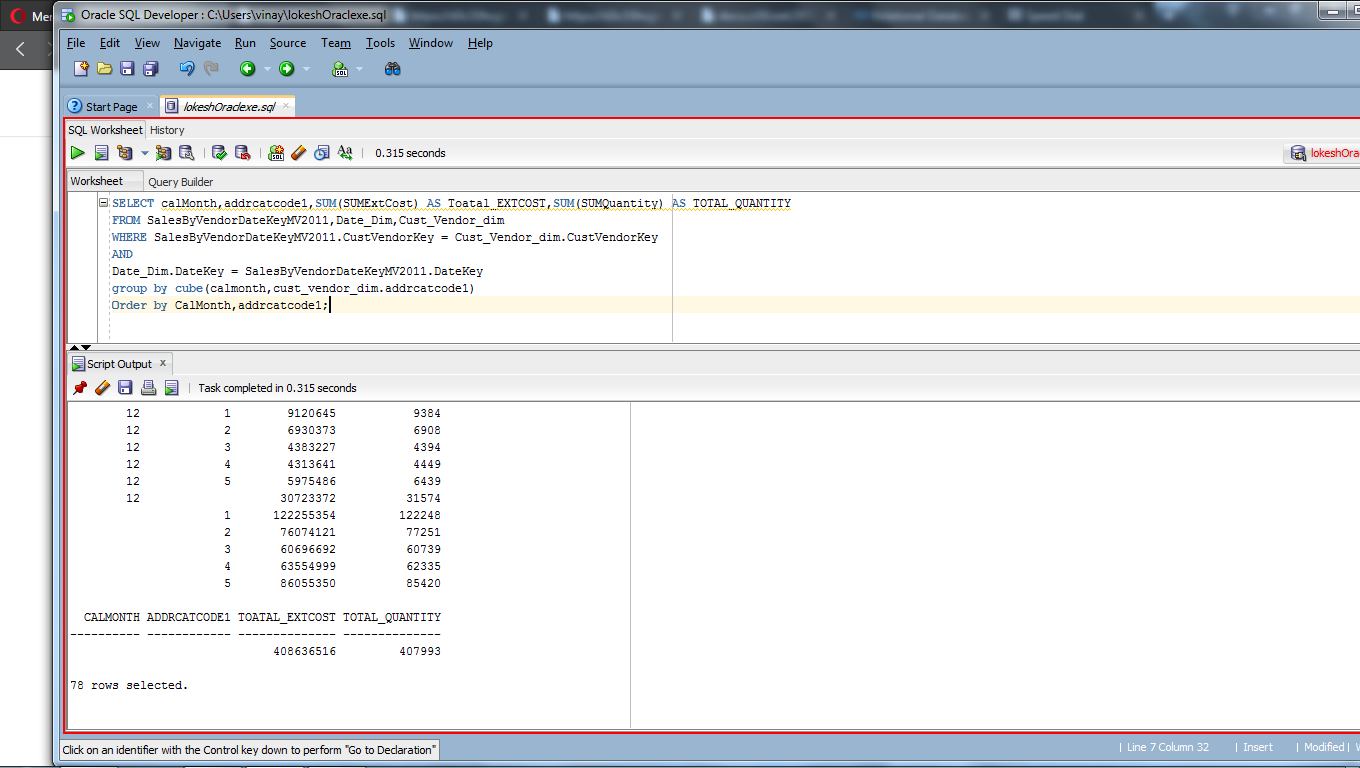 Men
Oracle SQL Developer : C:\Users\vinay\lokeshOraclexe.sql
File Edit View Navigate Run Source Team Tools Window Help
Start Page lokeshOraclexe.sql
SQL Worksheet History
0.315 seconds
lokeshOra
Worksheet Query Builder
SELECT calMonth,addrcatcode1,SUM(SUMExtCost) AS Toatal_EXTCOST,SUM(SUMQuantity) AS TOTAL_QUANTITY
FROM SalesByVendorDateKeyMV2011,Date_Dim,Cust_Vendor_dim
WHERE SalesByVendorDateKeyMV2011.CustVendorKey = Cust_Vendor_dim.CustVendorKey
AND
Date_Dim.DateKey = SalesByVendorDateKeyMV2011.DateKey
group by cube(calmonth,cust_vendor_dim.addrcatcode1)
Order by CalMonth,addrcatcode1;
Script Output x
Task completed in 0.315 seconds
12 1 9120645 9384
12 2 6930373 6908
12 3 4383227 4394
12 4 4313641 4449
12 5 5975486 6439
12 30723372 31574
1 122255354 122248
2 76074121 77251
3 60696692 60739
4 63554999 62335
5 86055350 85420
CALMONTH ADDRCATCODE1 TOATAL_EXTCOST TOTAL_QUANTITY
---------- ------------ -------------- --------------
408636516 407993
78 rows selected.
Click on an identifier with the Control key down to perform "Go to Declaration"
| Line 7 Column 32 | Insert | Modified | W